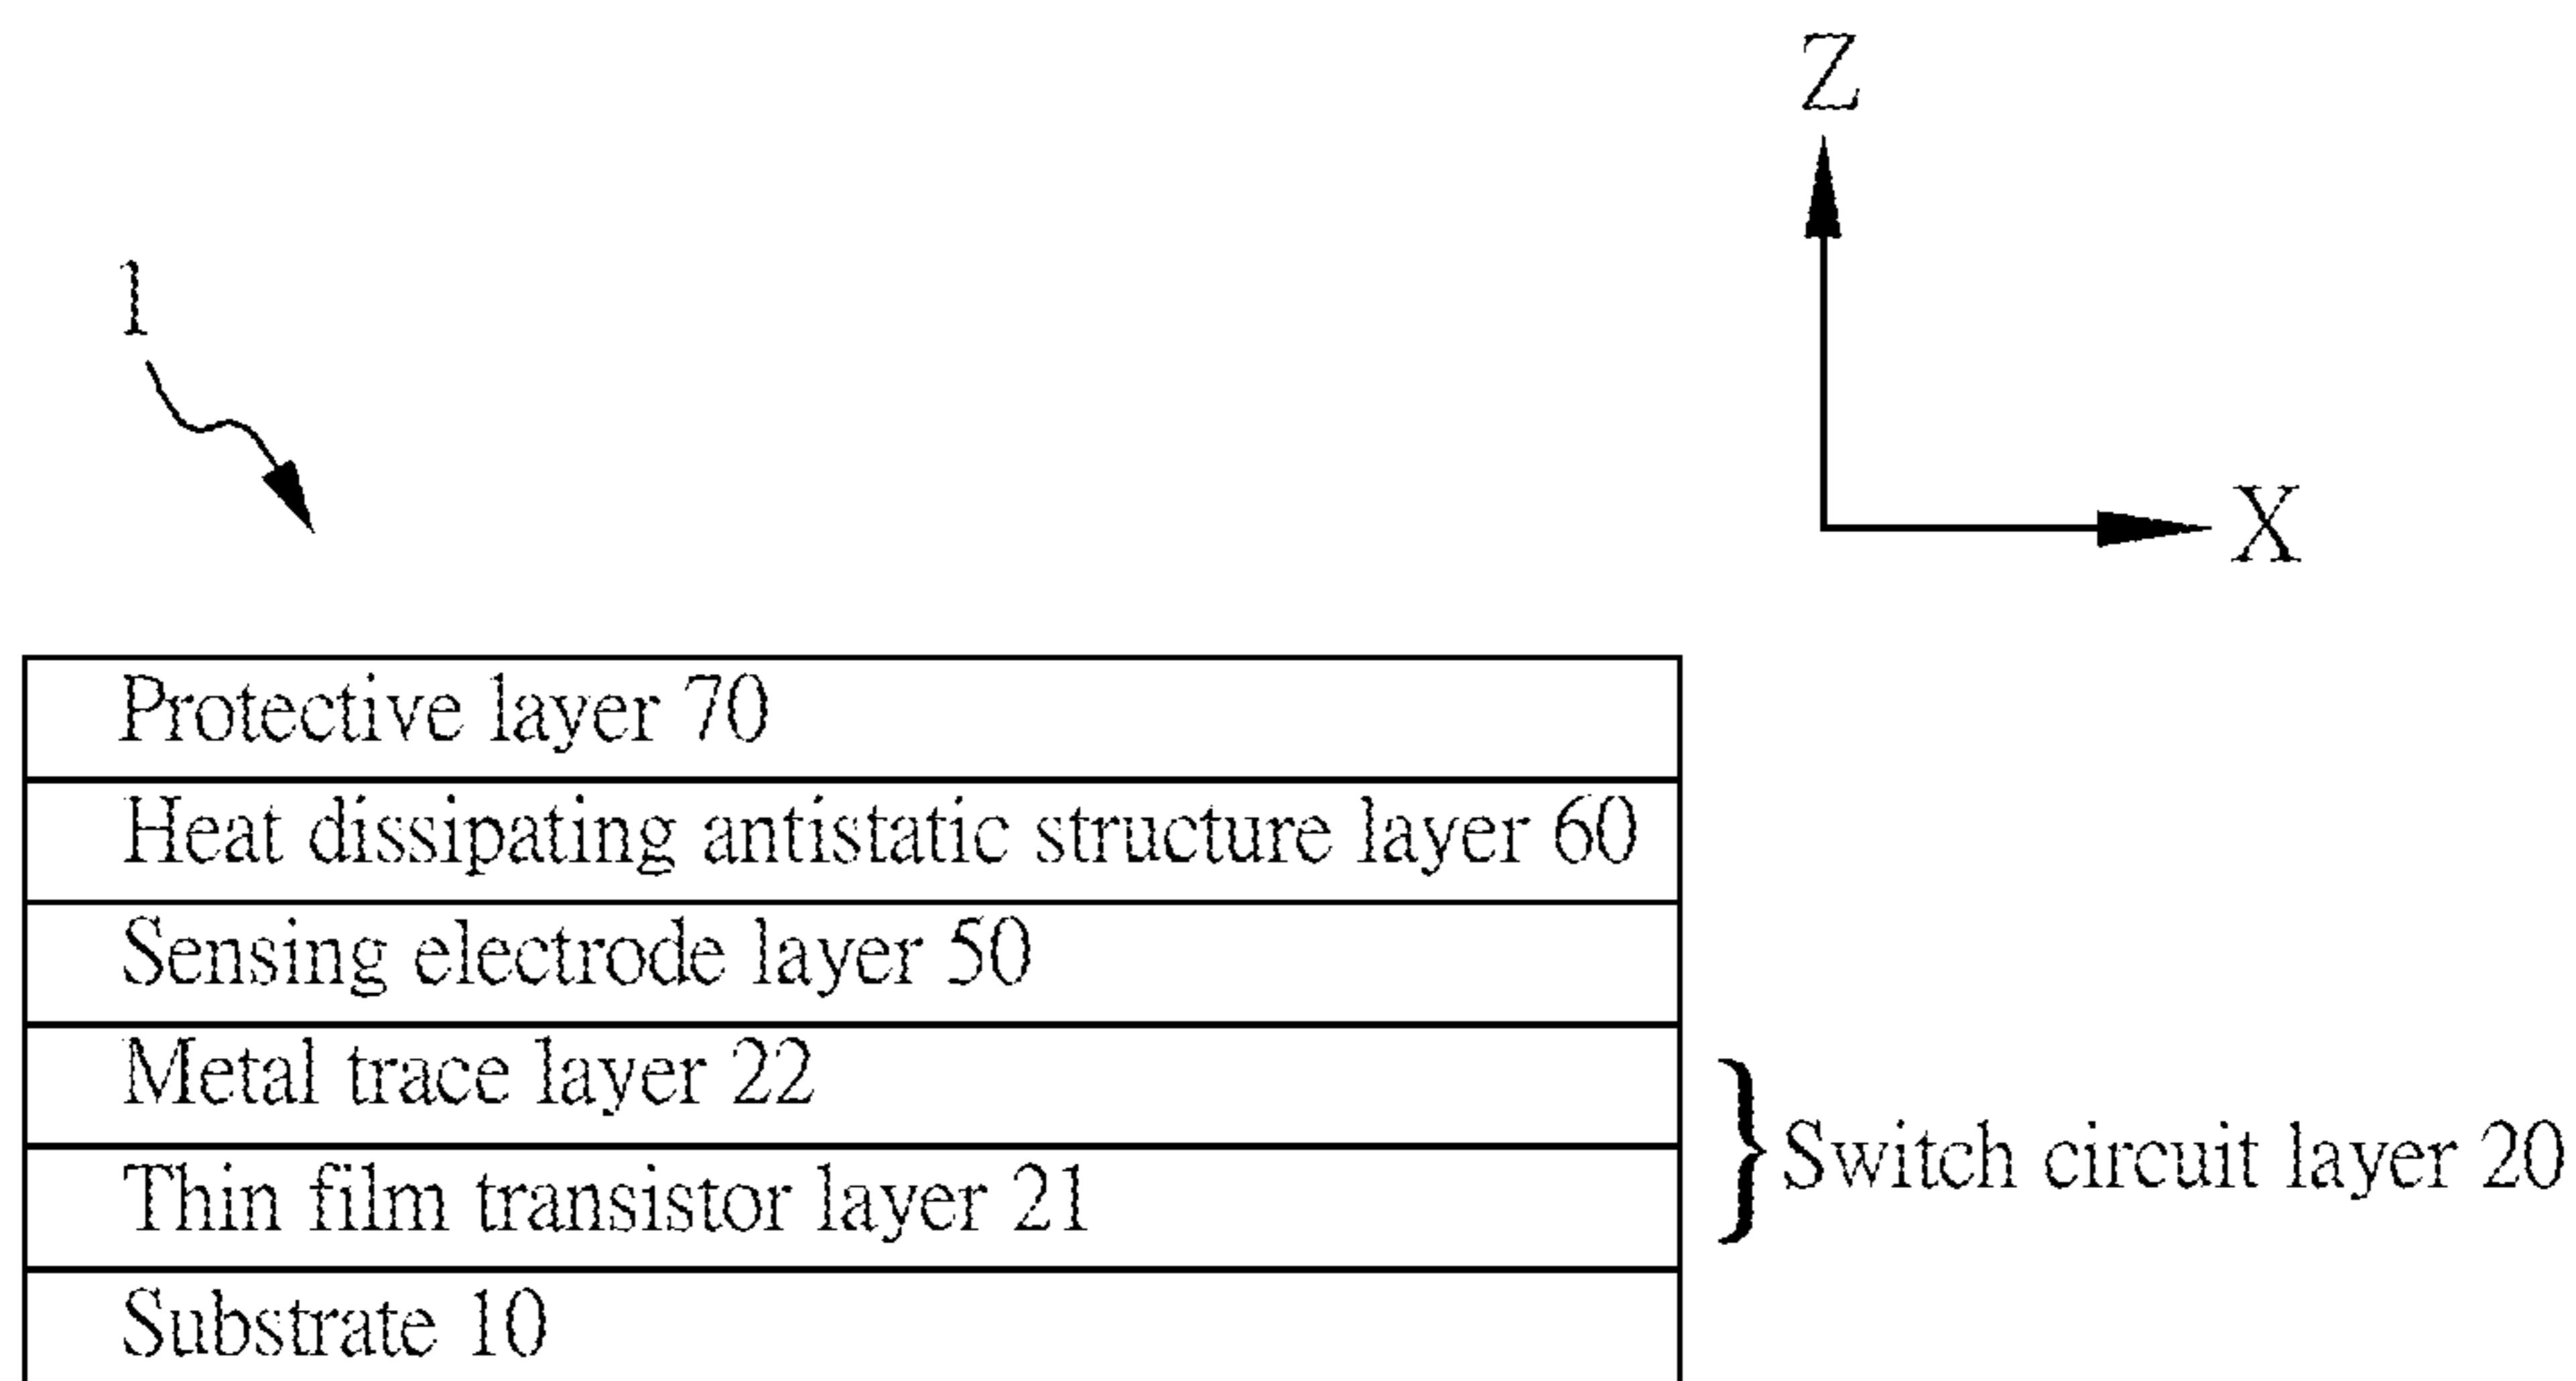 Z
1
X
Protective layer 70
Heat dissipating antistatic structure layer 60
Sensing electrode layer 50
Metal trace layer 22
Thin film transistor layer 21
Switch circuit layer 20
Substrate 10